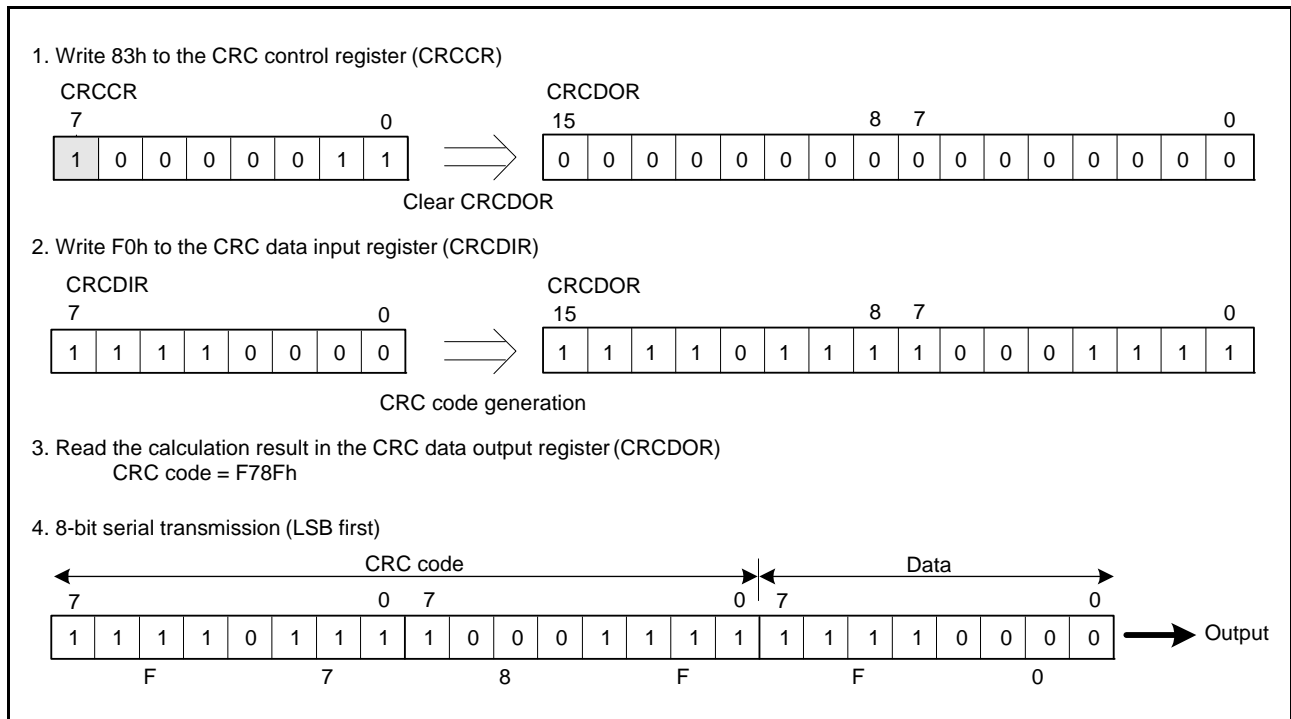 1. Write 83h to the CRC control register (CRCCR)
CRCCR CRCDOR
7 0 15 8 7 0
1 0 0 0 0 0 1 1 0 0 0 0 0 0 0 0 0 0 0 0 0 0 0 0
Clear CRCDOR
2. Write F0h to the CRC data input register (CRCDIR)
CRCDIR CRCDOR
7 0 15 8 7 0
1 1 1 1 0 0 0 0 1 1 1 1 0 1 1 1 1 0 0 0 1 1 1 1
CRC code generation
3. Read the calculation result in the CRC data output register (CRCDOR)
CRC code = F78Fh
4. 8-bit serial transmission (LSB first)
CRC code Data
7 0 7 0 7 0
1 1 1 1 0 1 1 1 1 0 0 0 1 1 1 1 1 1 1 1 0 0 0 0 Output
F 7 8 F F 0